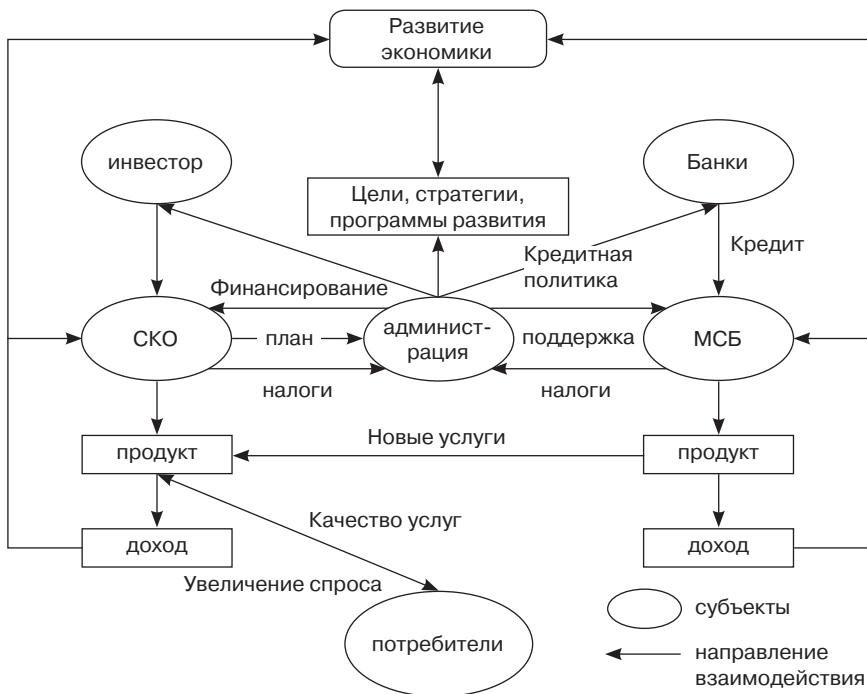 Развитие
экономики
инвестор
Банки
Цели, стратегии,
программы развития
Кредитная
политика
Кредит
Финансирование
СКО
план
админист-
рация
поддержка
МСБ
налоги
налоги
продукт
Новые услуги
продукт
доход
Качество услуг
доход
Увеличение спроса
потребители
субъекты
направление
взаимодействия